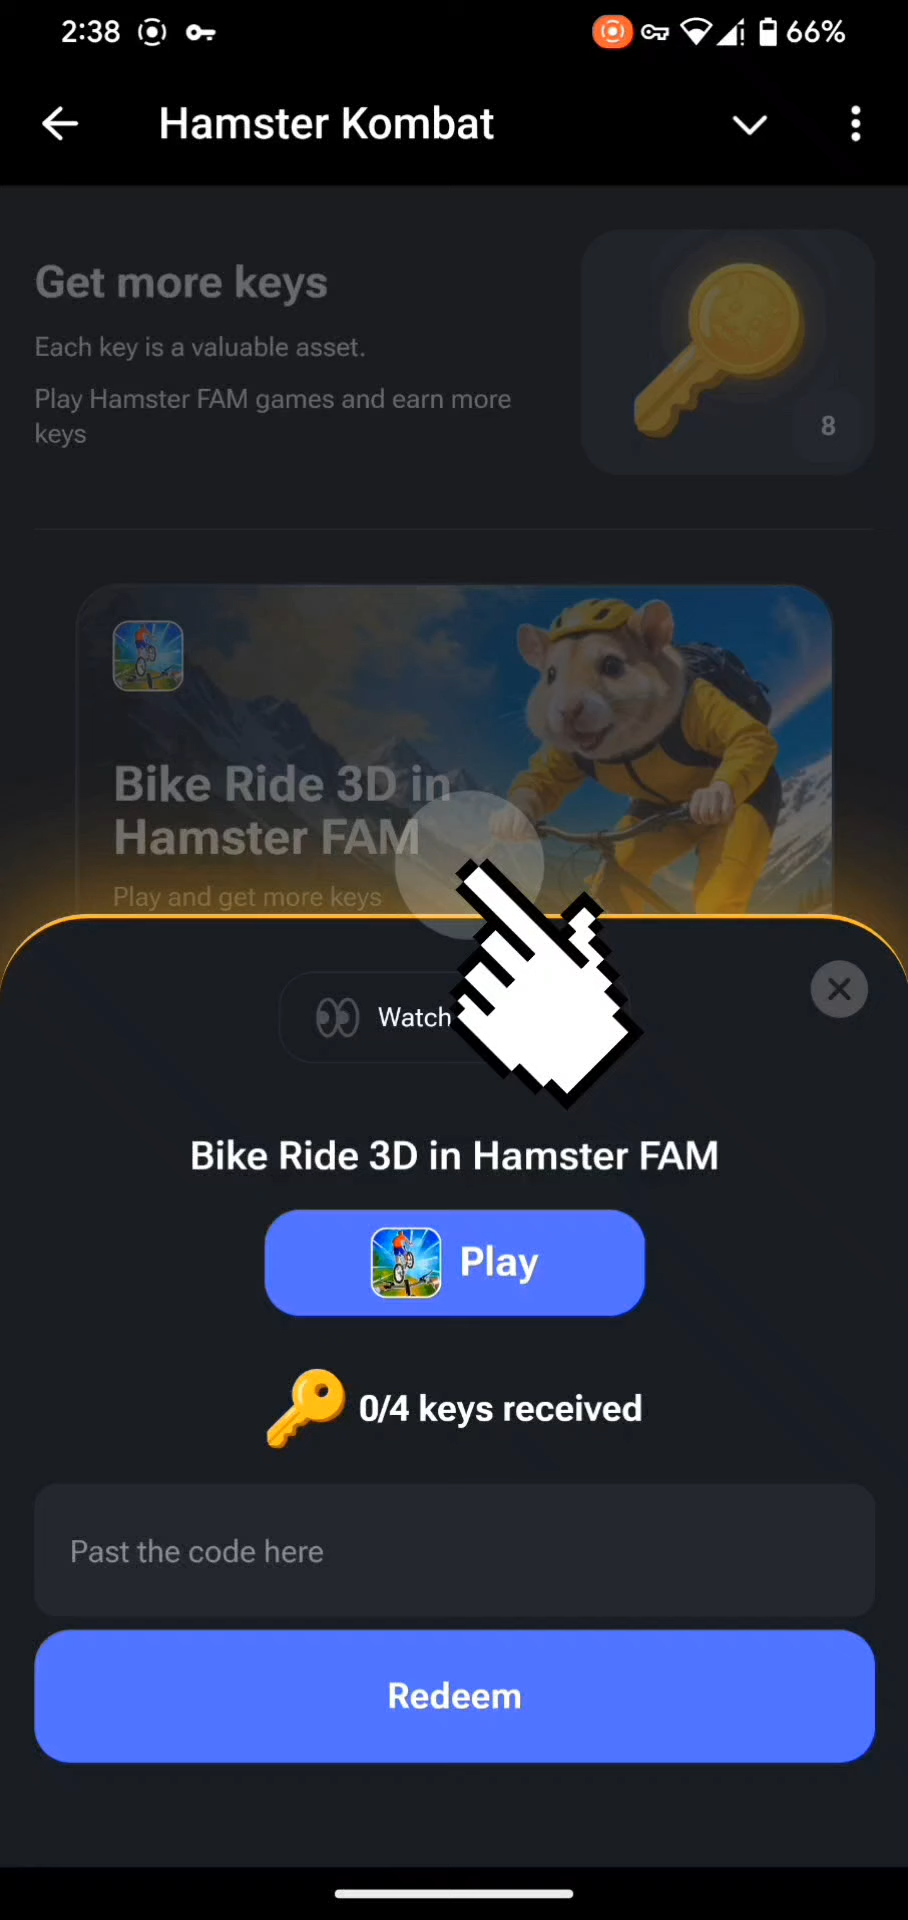 2:38
66%
Hamster Kombat
Get more keys
Each key is a valuable asset.
Play Hamster FAM games and earn more
keys
8
Bike Ride 3D in
Hamster FAM
Play and get more keys
Watch
Bike Ride 3D in Hamster FAM
Play
0/4 keys received
Past the code here
Redeem